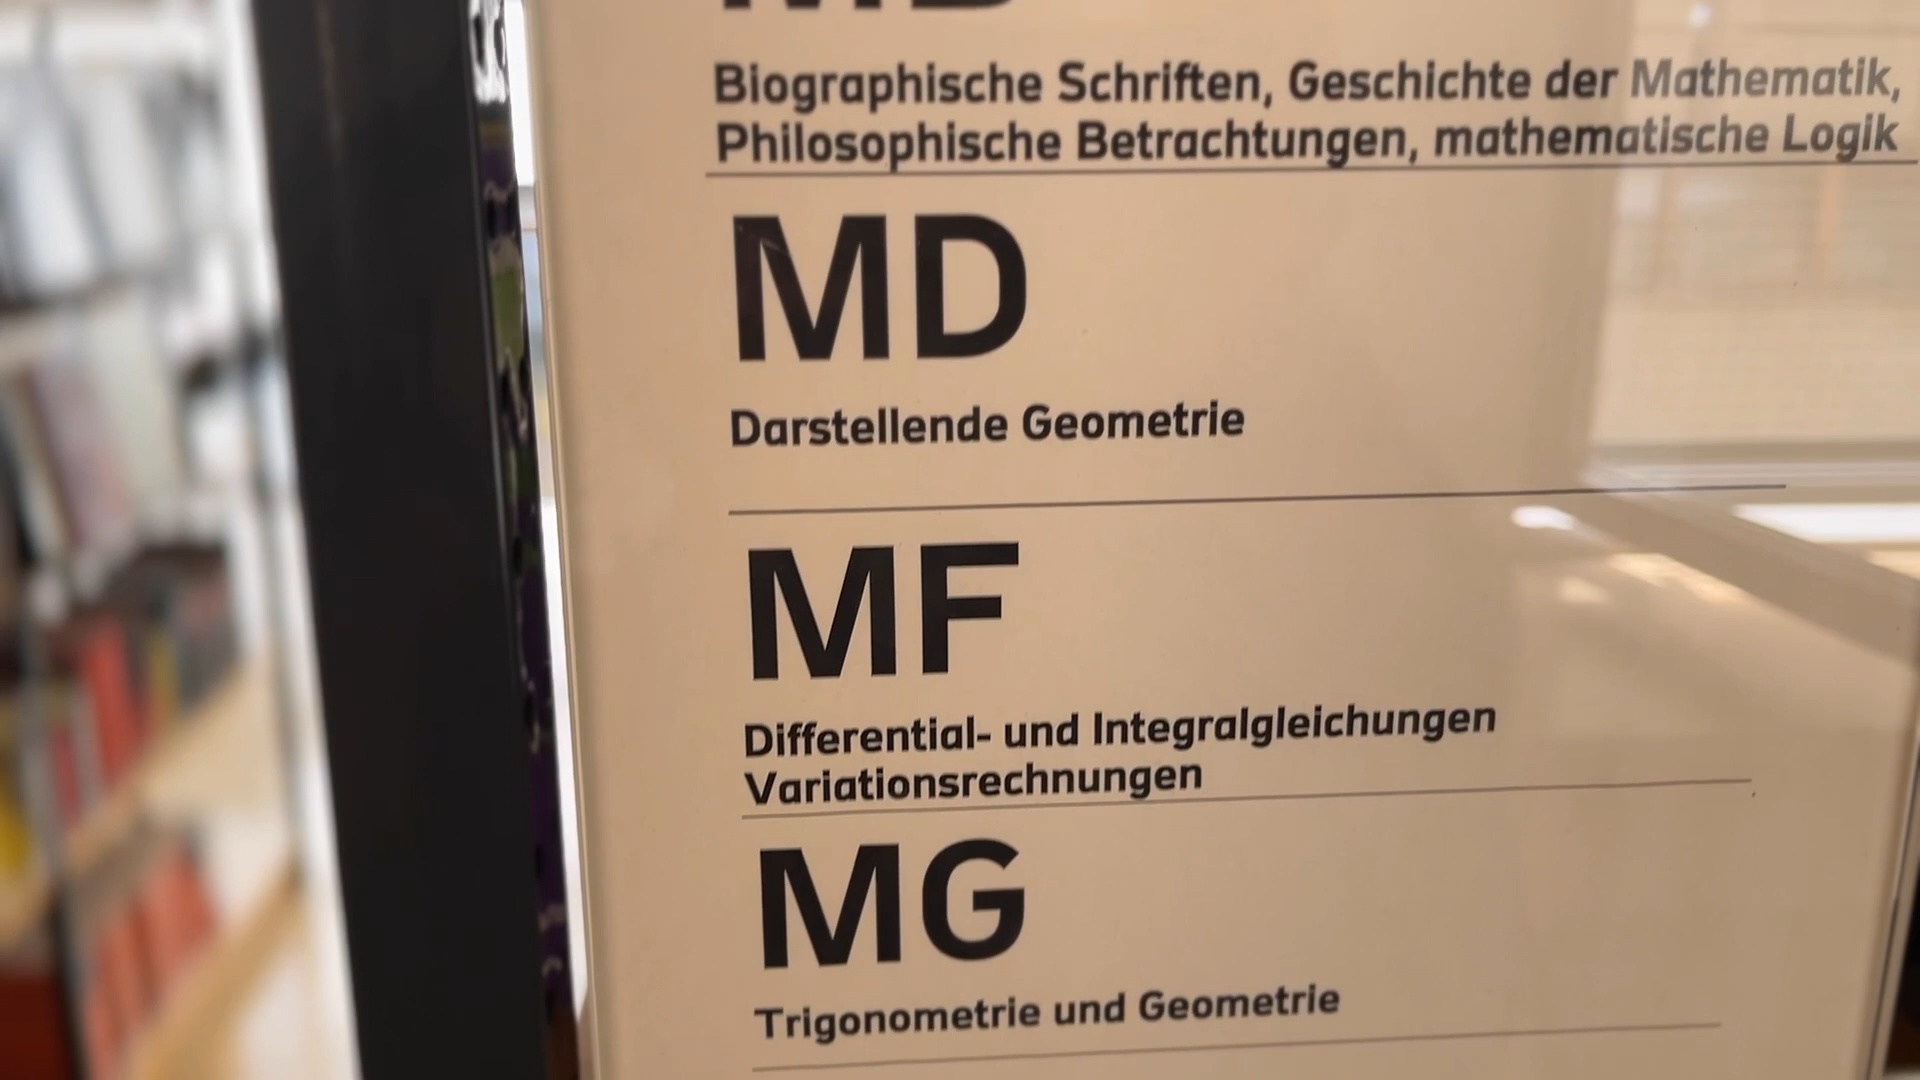 Biographische Schriften, Geschichte der Mathematik,
Philosophische Betrachtungen, mathematische Logik
MD
Darstellende Geometrie
MF
Differential- und Integralgleichungen
Variationsrechnungen
MG
Trigonometrie und Geometrie